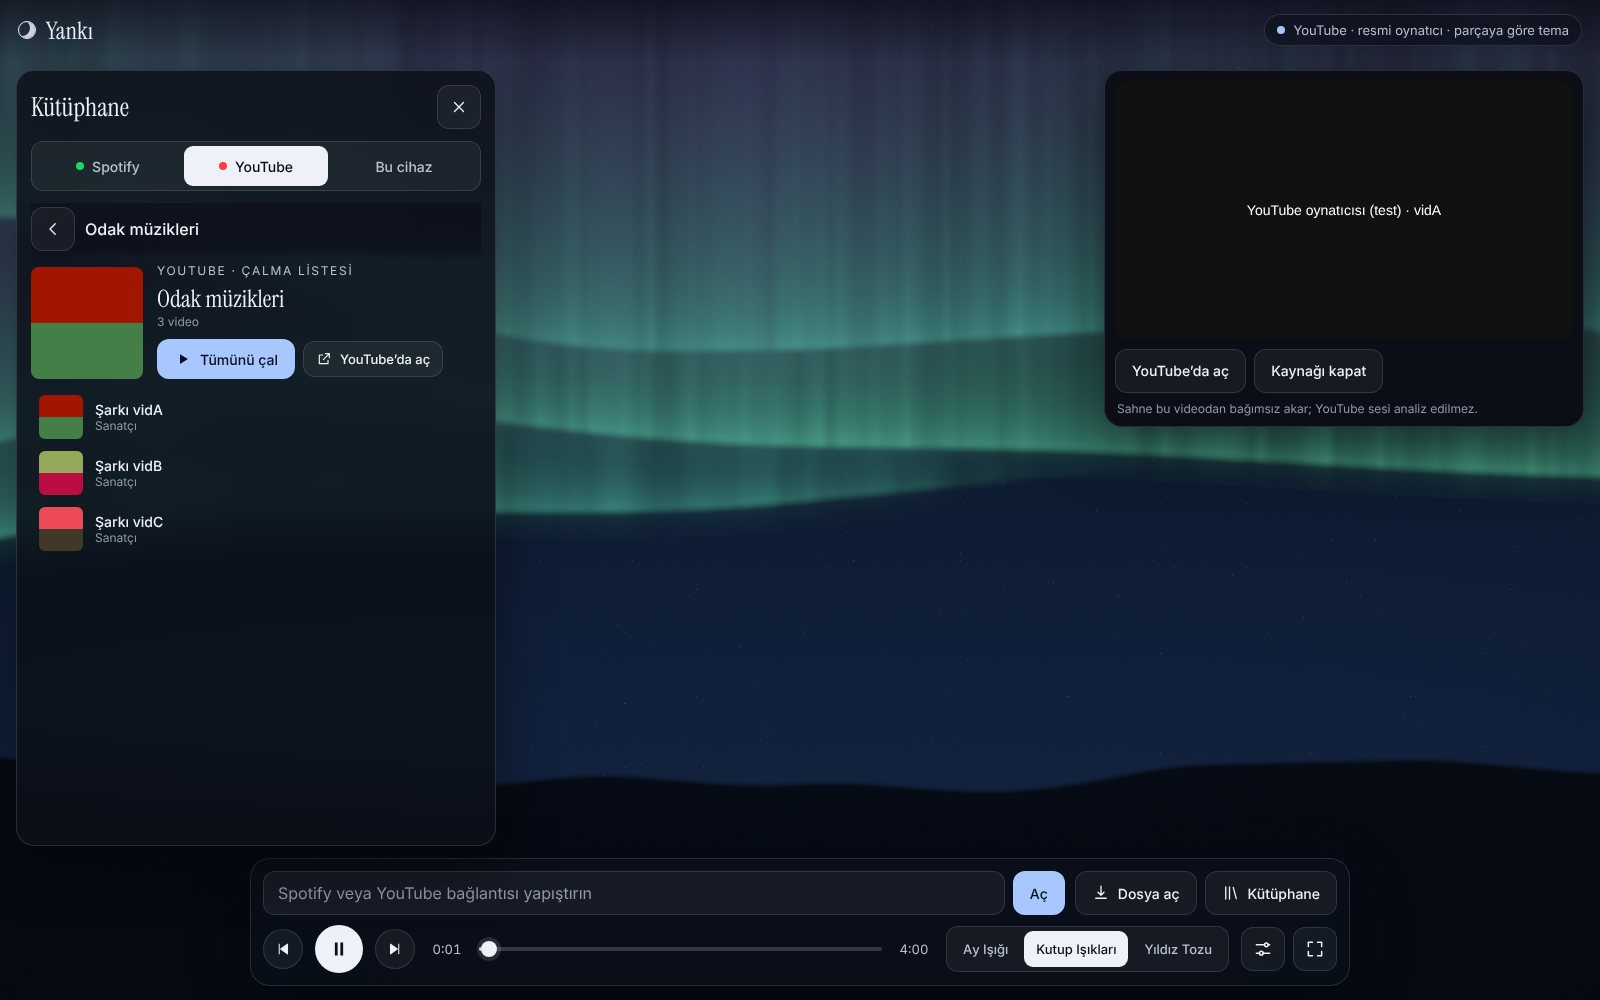 Yankı
YouTube · resmi oynatıcı · parçaya göre tema
Kütüphane
Spotify
YouTube
Bu cihaz
Odak müzikleri
YOUTUBE · ÇALMA LİSTESİ
Odak müzikleri
3 video
Tümünü çal
YouTube’da aç
Şarkı vidA
Sanatçı
Şarkı vidB
Sanatçı
Şarkı vidC
Sanatçı
YouTube oynatıcısı (test) · vidA
YouTube’da aç
Kaynağı kapat
Sahne bu videodan bağımsız akar; YouTube sesi analiz edilmez.
Spotify veya YouTube bağlantısı yapıştırın
Aç
Dosya aç
Kütüphane
0:01
4:00
Ay Işığı
Kutup Işıkları
Yıldız Tozu